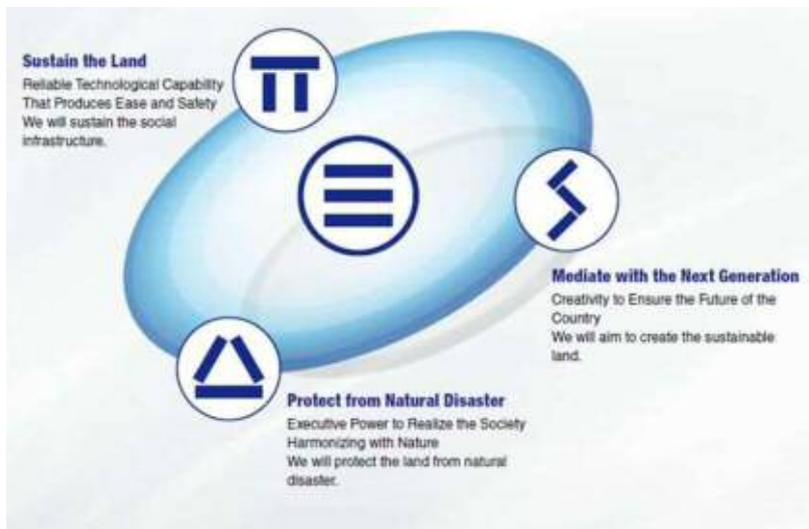 Sustain the Land
Reliable Technological Capability
That Produces Ease and Safety
We will sustain the social
infrastructure.
Mediate with the Next Generation
Creativity to Ensure the Future of the
Country
We will aim to create the sustainable
land.
Protect from Natural Disaster
Executive Power to Realize the Society
Harmonizing with Nature
We will protect the land from natural
disaster.